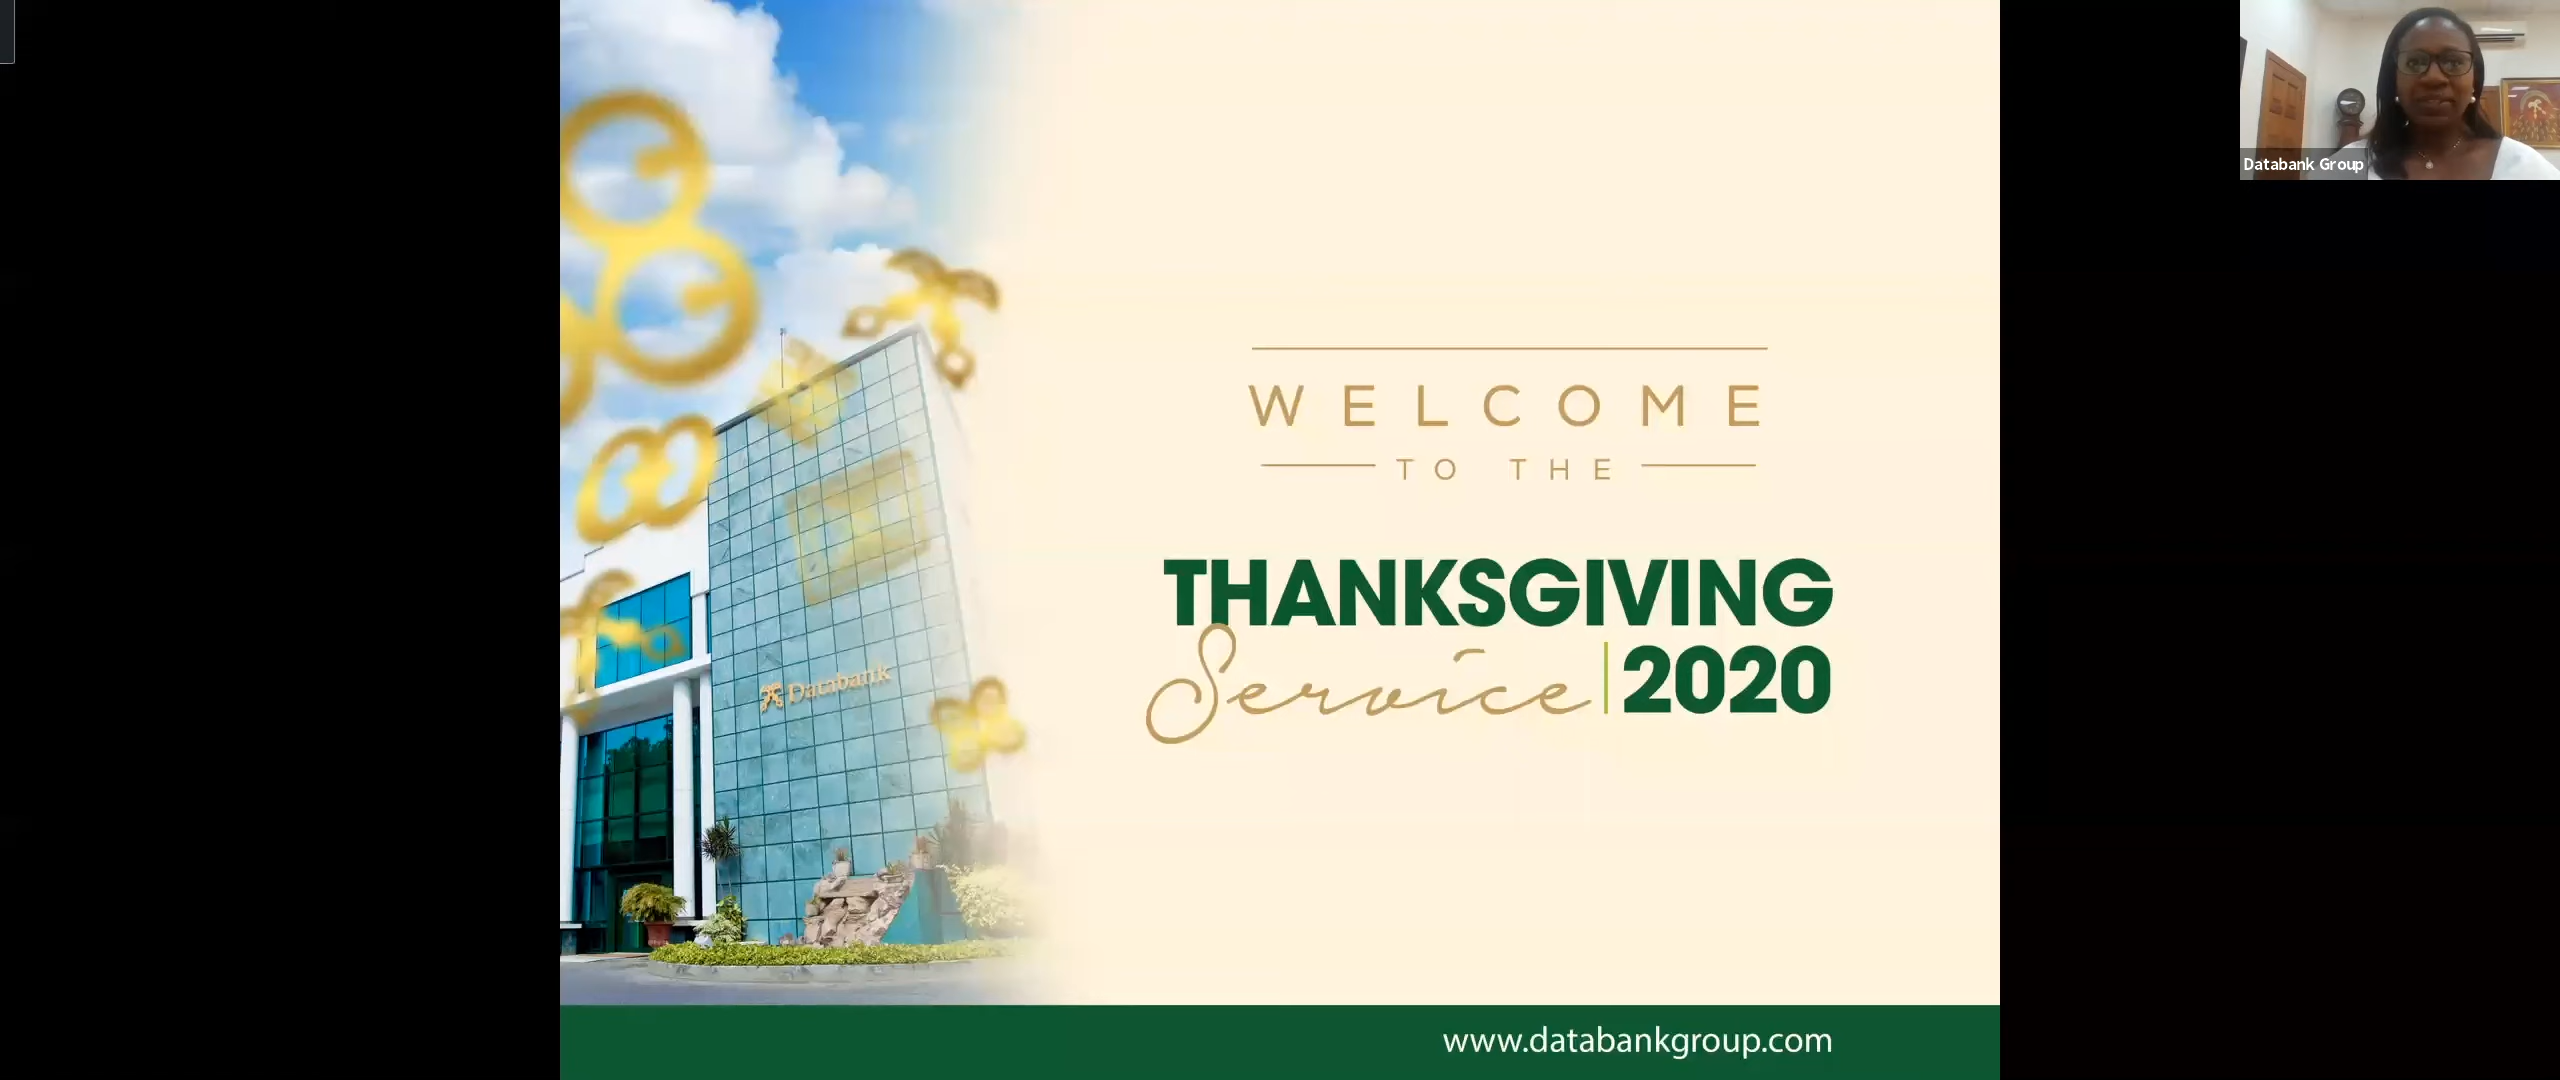 WELCOME
TO THE
THANKSGIVING
Service | 2020
Databank
www.databankgroup.com
Databank Group